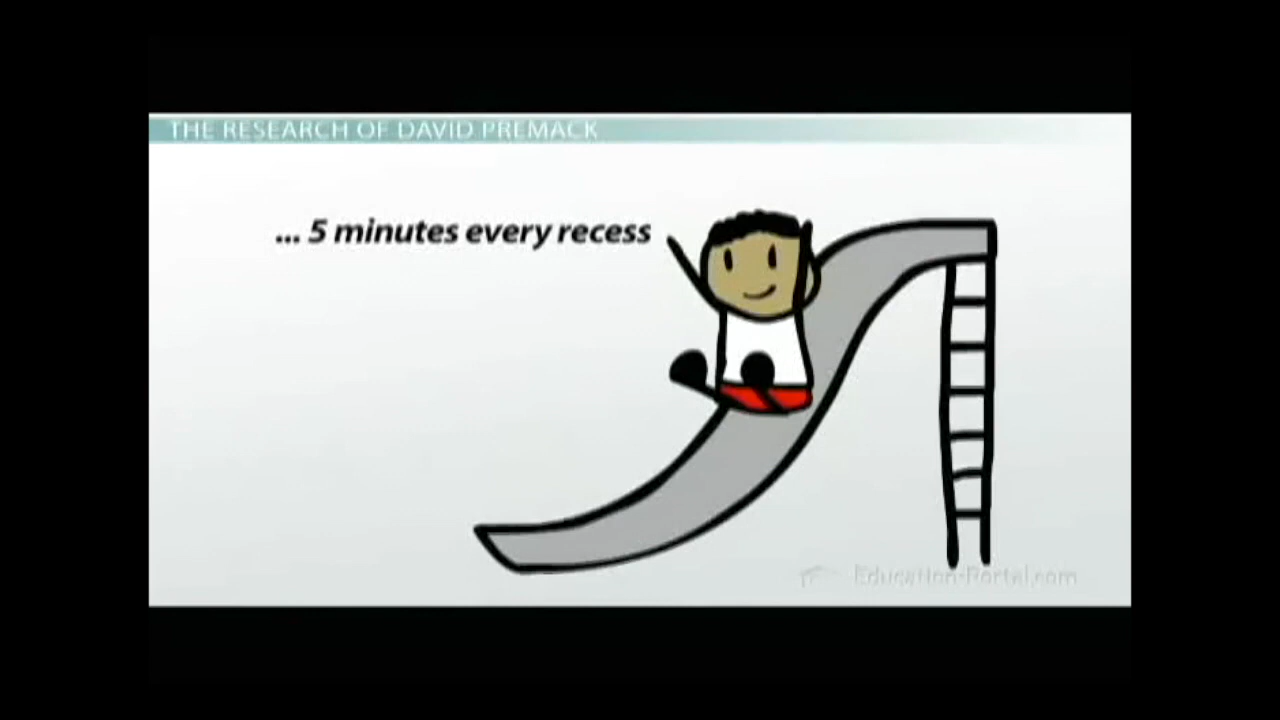 THE RESEARCH OF DAVID PREMACK
... 5 minutes every recess
Education-Portal.com